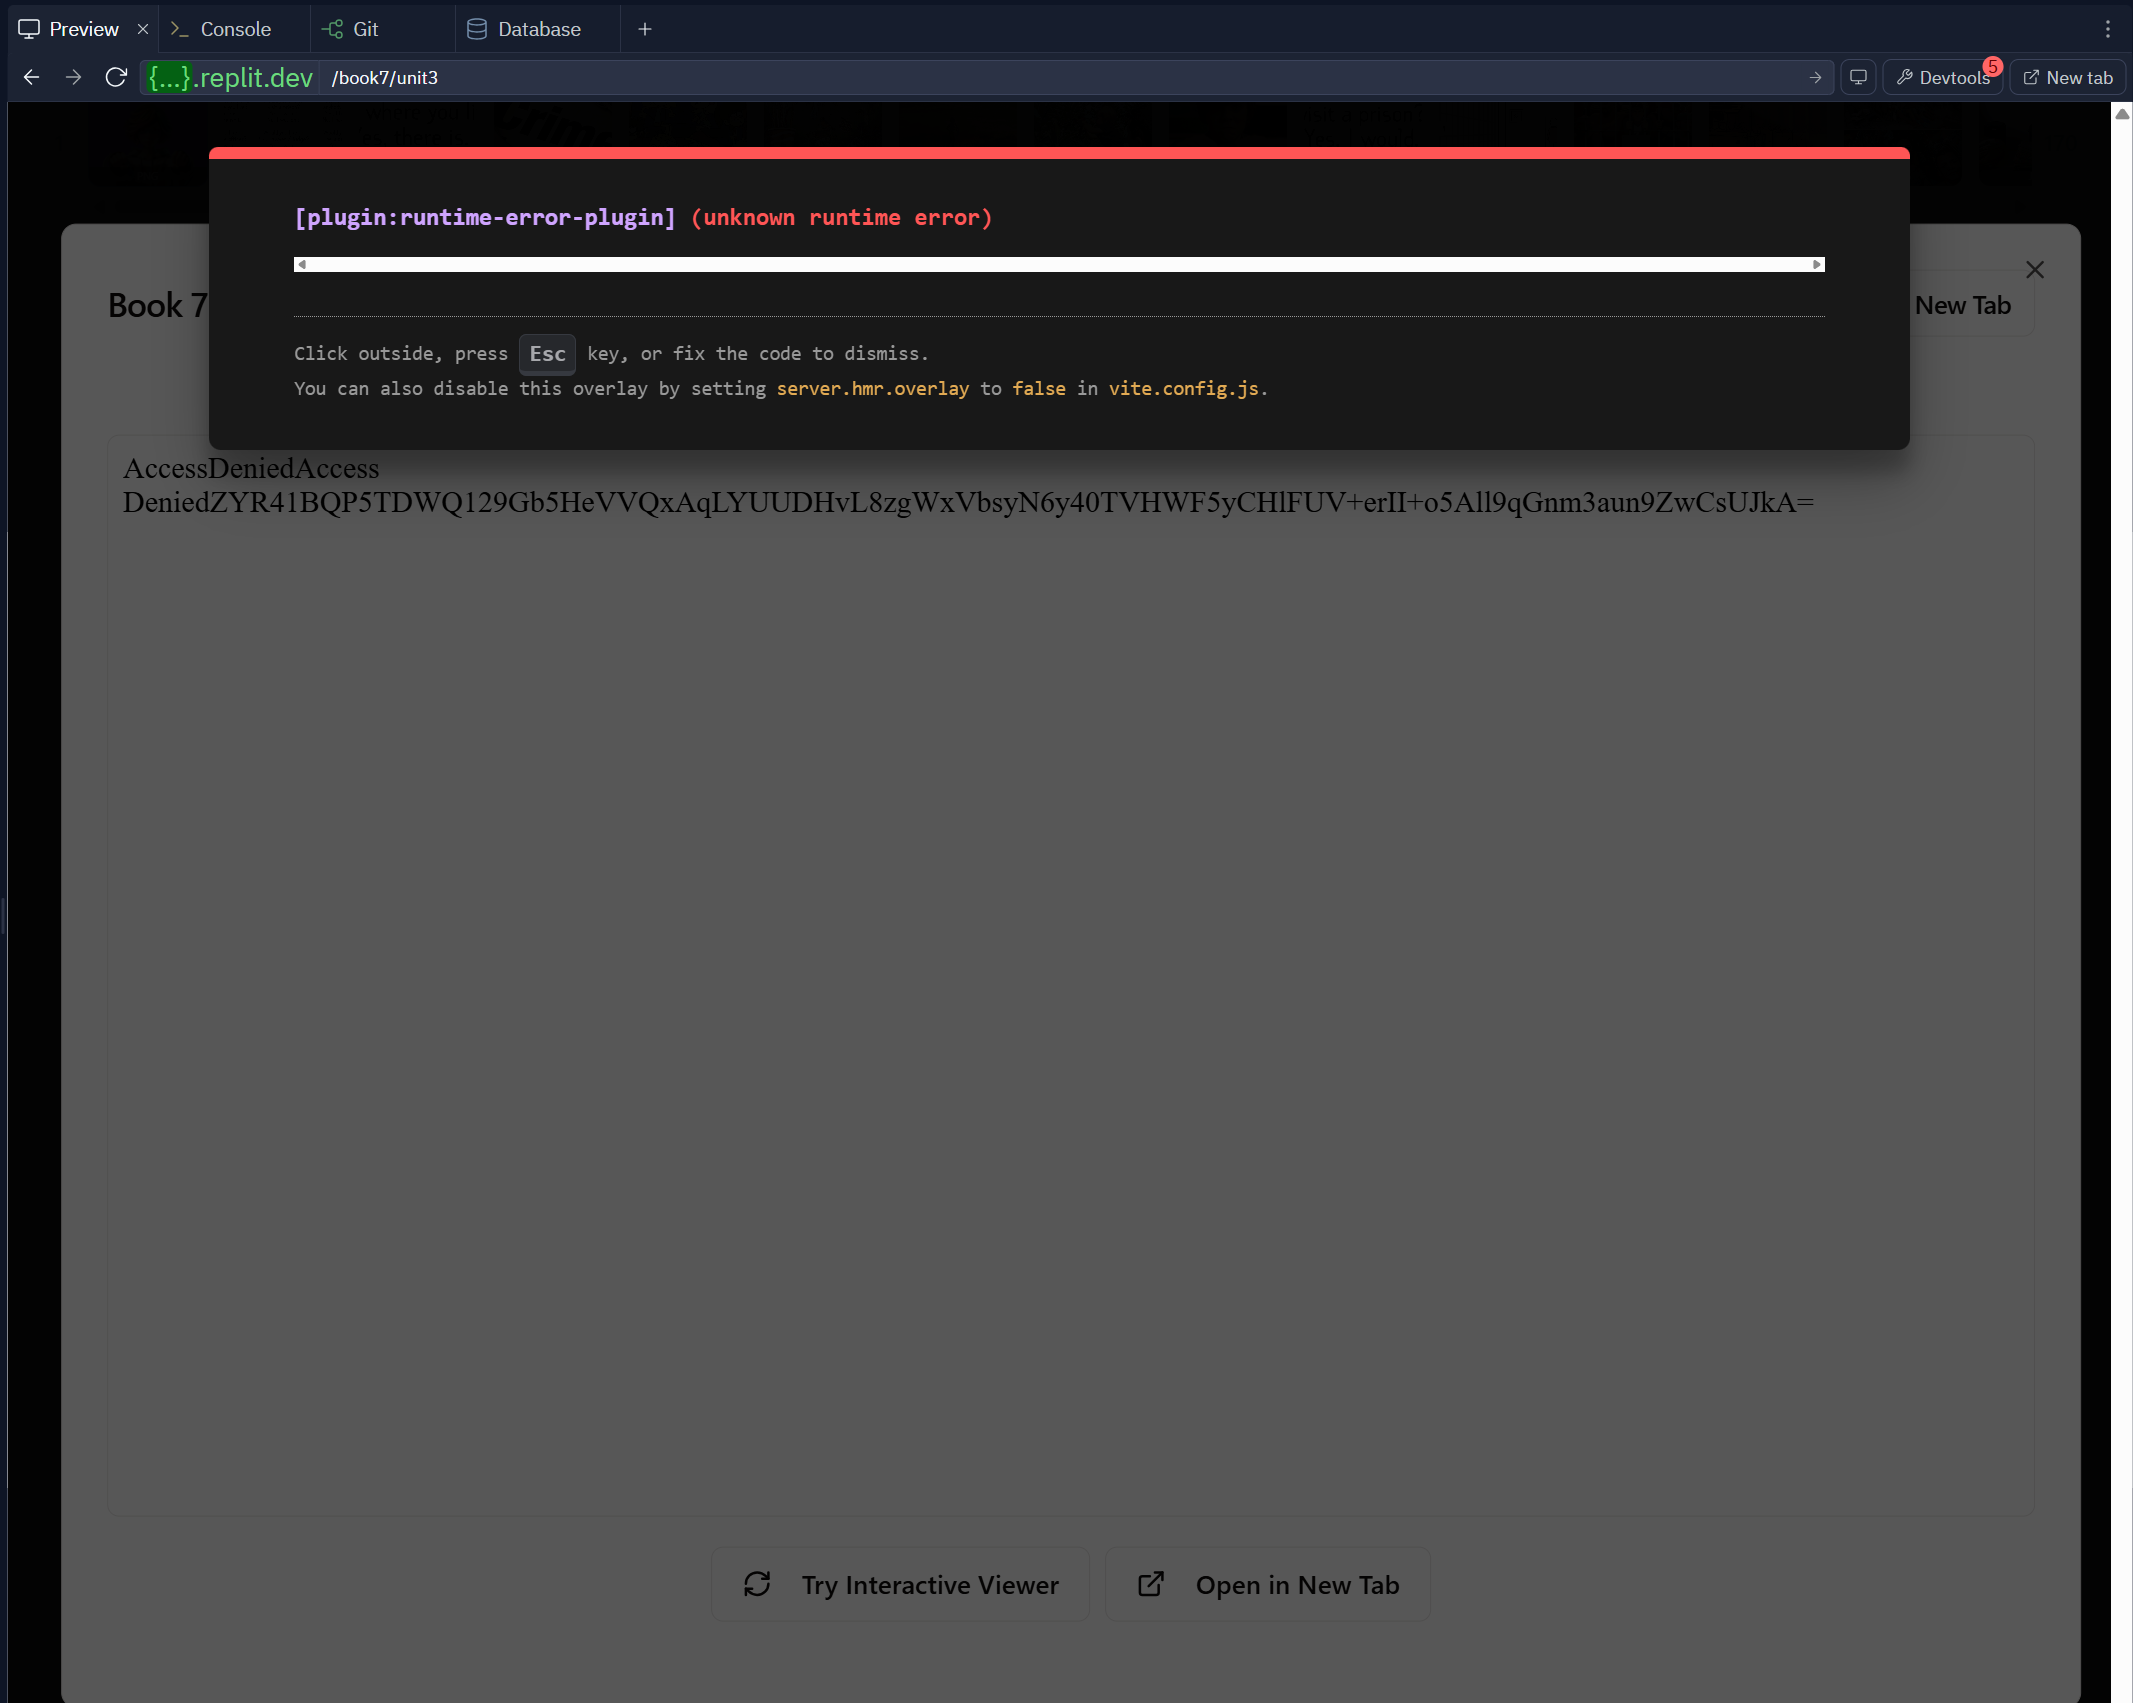 Preview
Console
Git
Database
{...}.replit.dev /book7/unit3
Devtools 5
New tab
Crime
[plugin:runtime-error-plugin] (unknown runtime error)
Book 7
New Tab
Click outside, press Esc key, or fix the code to dismiss.
You can also disable this overlay by setting server.hmr.overlay to false in vite.config.js.
AccessDeniedAccess
DeniedZYR41BQP5TDWQ129Gb5HeVVQxAqLYUUDHvL8zgWxVbsyN6y40TVHWF5yCHlFUV+erII+o5All9qGnm3aun9ZwCsUJkA=
Try Interactive Viewer
Open in New Tab